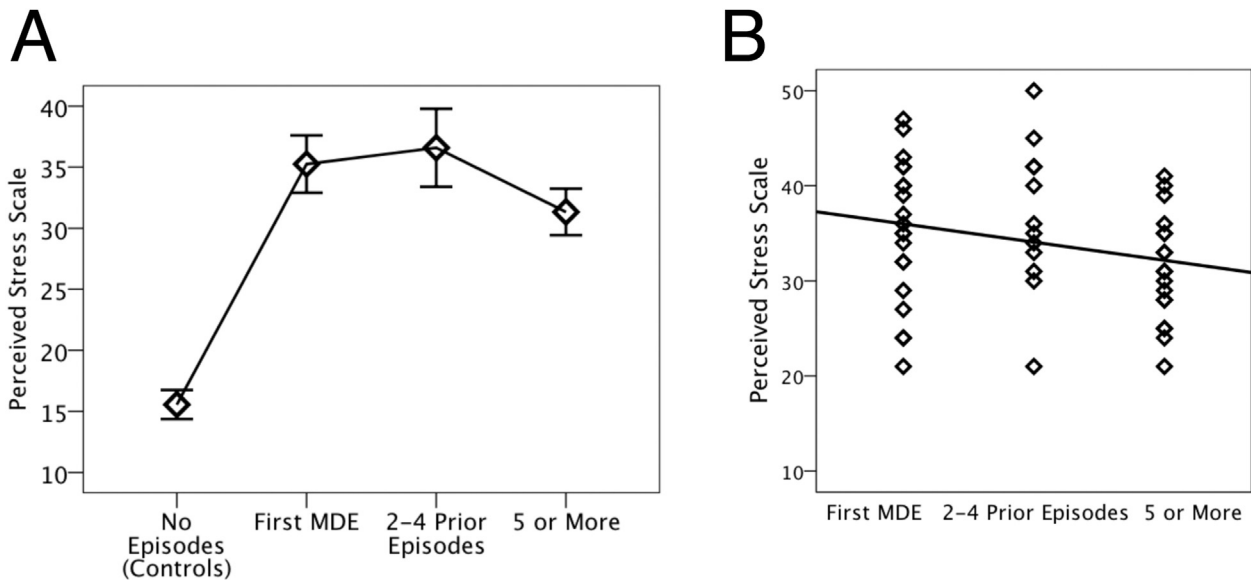 A
B
Perceived Stress Scale
40
35
30
25
20
15
10
No
Episodes
(Controls)
First MDE
2-4 Prior
Episodes
5 or More
Perceived Stress Scale
50
40
30
20
10
First MDE
2-4 Prior Episodes
5 or More